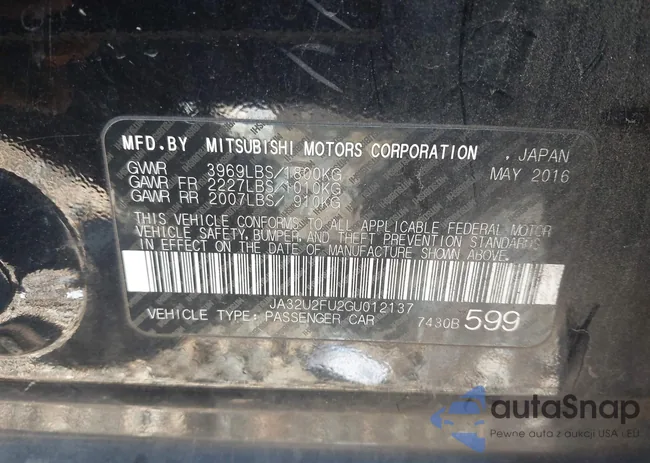 MFD.BY MITSUBISHI MOTORS CORPORATION , JAPAN
GVWR 3969LBS/1800KG MAY 2016
GAWR FR 2227LBS/1010KG
GAWR RR 2007LBS/ 910KG
THIS VEHICLE CONFORMS TO ALL APPLICABLE FEDERAL MOTOR
VEHICLE SAFETY, BUMPER, AND THEFT PREVENTION STANDARDS
IN EFFECT ON THE DATE OF MANUFACTURE SHOWN ABOVE.
JA32U2FU2GU012137
VEHICLE TYPE: PASSENGER CAR 7430B 599
autaSnap
Pewne auta z aukcji USA i EU